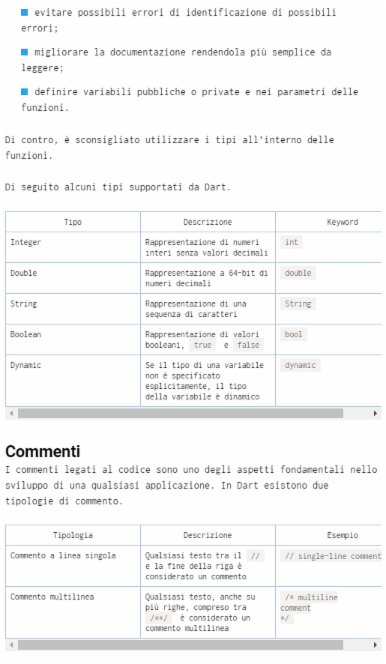 evitare possibili errori di identificazione di possibili
errori;
migliorare la documentazione rendendola più semplice da
leggere;
definire variabili pubbliche o private e nei parametri delle
funzioni.
Di contro, è sconsigliato utilizzare i tipi all'interno delle
funzioni.
Di seguito alcuni tipi supportati da Dart.
Tipo Descrizione Keyword
Integer Rappresentazione di numeri int
interi senza valori decimali
Double Rappresentazione a 64-bit di double
numeri decimali
String Rappresentazione di una String
sequenza di caratteri
Boolean Rappresentazione di valori bool
booleani, true e false
Dynamic Se il tipo di una variabile dynamic
non è specificato
esplicitamente, il tipo
della variabile è dinamico
Commenti
I commenti legati al codice sono uno degli aspetti fondamentali nello
sviluppo di una qualsiasi applicazione. In Dart esistono due
tipologie di commento.
Tipologia Descrizione Esempio
Commento a linea singola Qualsiasi testo tra il // // single-line comment
e la fine della riga è
considerato un commento
Commento multilinea Qualsiasi testo, anche su /* multiline
più righe, compreso tra comment
/**/ è considerato un */
commento multilinea